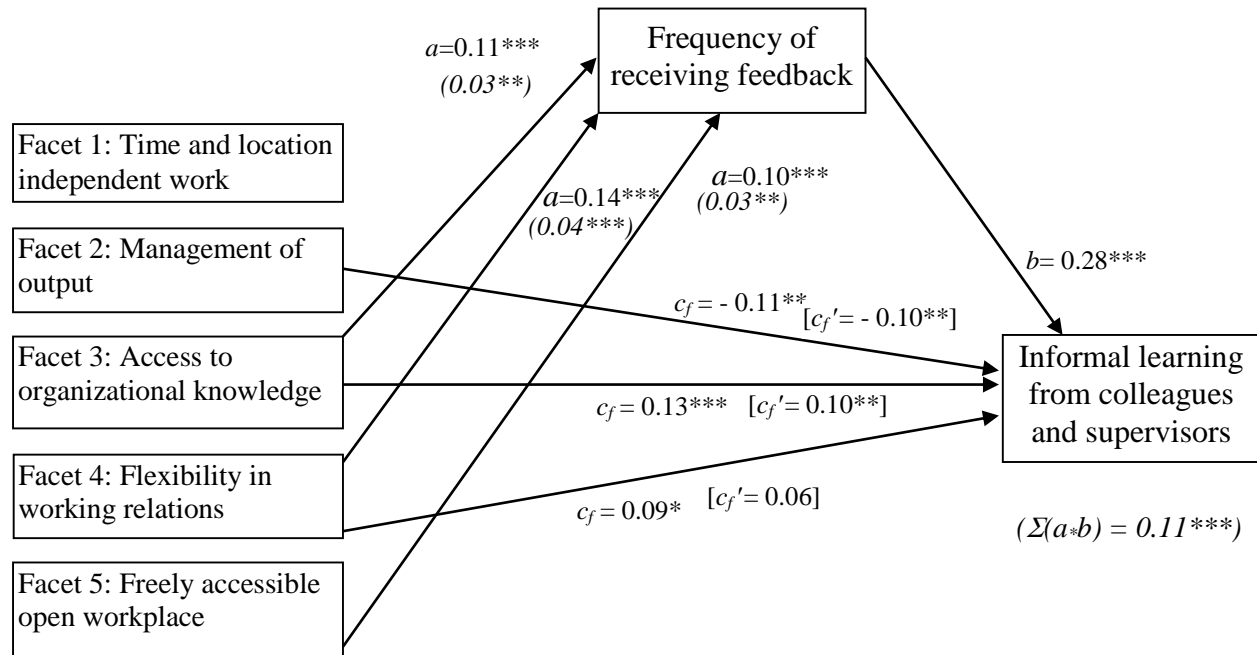 Frequency of
receiving feedback
a=0.11***
(0.03**)
Facet 1: Time and location
independent work
a=0.14***
(0.04***)
a=0.10***
(0.03**)
Facet 2: Management of
output
b= 0.28***
cf = - 0.11**
[cf'= - 0.10**]
Facet 3: Access to
organizational knowledge
Informal learning
from colleagues
and supervisors
cf = 0.13*** [cf'= 0.10**]
Facet 4: Flexibility in
working relations
cf = 0.09* [cf'= 0.06]
(Σ(a*b) = 0.11***)
Facet 5: Freely accessible
open workplace